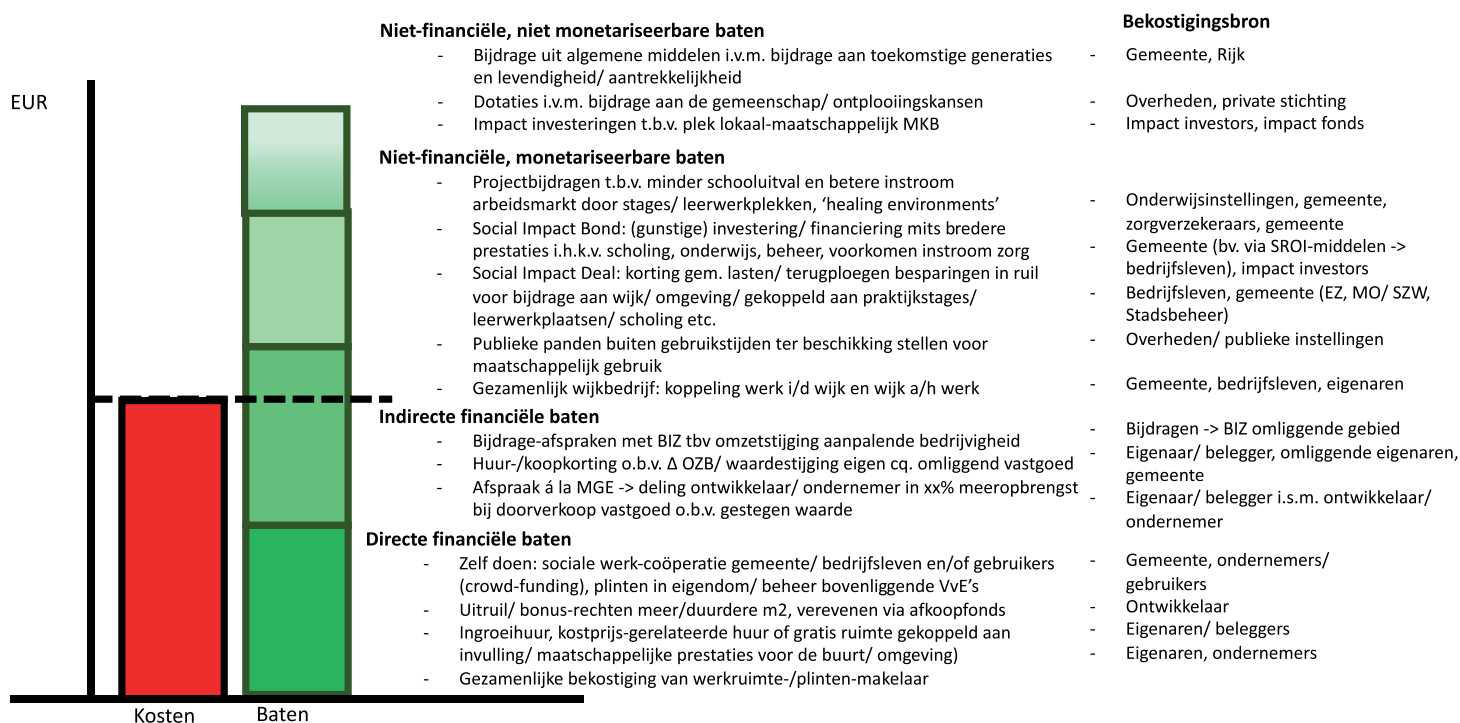 EUR
Kosten
Baten
Niet-financiële, niet monetariseerbare baten
- Bijdrage uit algemene middelen i.v.m. bijdrage aan toekomstige generaties
en levendigheid/ aantrekkelijkheid
- Dotaties i.v.m. bijdrage aan de gemeenschap/ ontplooiingskansen
- Impact investeringen t.b.v. plek lokaal-maatschappelijk MKB
Niet-financiële, monetariseerbare baten
- Projectbijdragen t.b.v. minder schooluitval en betere instroom
arbeidsmarkt door stages/ leerwerkplekken, ‘healing environments’
- Social Impact Bond: (gunstige) investering/ financiering mits bredere
prestaties i.h.k.v. scholing, onderwijs, beheer, voorkomen instroom zorg
- Social Impact Deal: korting gem. lasten/ terugploegen besparingen in ruil
voor bijdrage aan wijk/ omgeving/ gekoppeld aan praktijkstages/
leerwerkplaatsen/ scholing etc.
- Publieke panden buiten gebruikstijden ter beschikking stellen voor
maatschappelijk gebruik
- Gezamenlijk wijkbedrijf: koppeling werk i/d wijk en wijk a/h werk
Indirecte financiële baten
- Bijdrage-afspraken met BIZ tbv omzetstijging aanpalende bedrijvigheid
- Huur-/koopkorting o.b.v. Δ OZB/ waardestijging eigen cq. omliggend vastgoed
- Afspraak á la MGE -> deling ontwikkelaar/ ondernemer in xx% meeropbrengst
bij doorverkoop vastgoed o.b.v. gestegen waarde
Directe financiële baten
- Zelf doen: sociale werk-coöperatie gemeente/ bedrijfsleven en/of gebruikers
(crowd-funding), plinten in eigendom/ beheer bovenliggende VvE’s
- Uitruil/ bonus-rechten meer/duurdere m2, verevenen via afkoopfonds
- Ingroeihuur, kostprijs-gerelateerde huur of gratis ruimte gekoppeld aan
invulling/ maatschappelijke prestaties voor de buurt/ omgeving)
- Gezamenlijke bekostiging van werkruimte-/plinten-makelaar
Bekostigingsbron
- Gemeente, Rijk
- Overheden, private stichting
- Impact investors, impact fonds
- Onderwijsinstellingen, gemeente,
zorgverzekeraars, gemeente
- Gemeente (bv. via SROI-middelen ->
bedrijfsleven), impact investors
- Bedrijfsleven, gemeente (EZ, MO/ SZW,
Stadsbeheer)
- Overheden/ publieke instellingen
- Gemeente, bedrijfsleven, eigenaren
- Bijdragen -> BIZ omliggende gebied
- Eigenaar/ belegger, omliggende eigenaren,
gemeente
- Eigenaar/ belegger i.s.m. ontwikkelaar/
ondernemer
- Gemeente, ondernemers/
gebruikers
- Ontwikkelaar
- Eigenaren/ beleggers
- Eigenaren, ondernemers